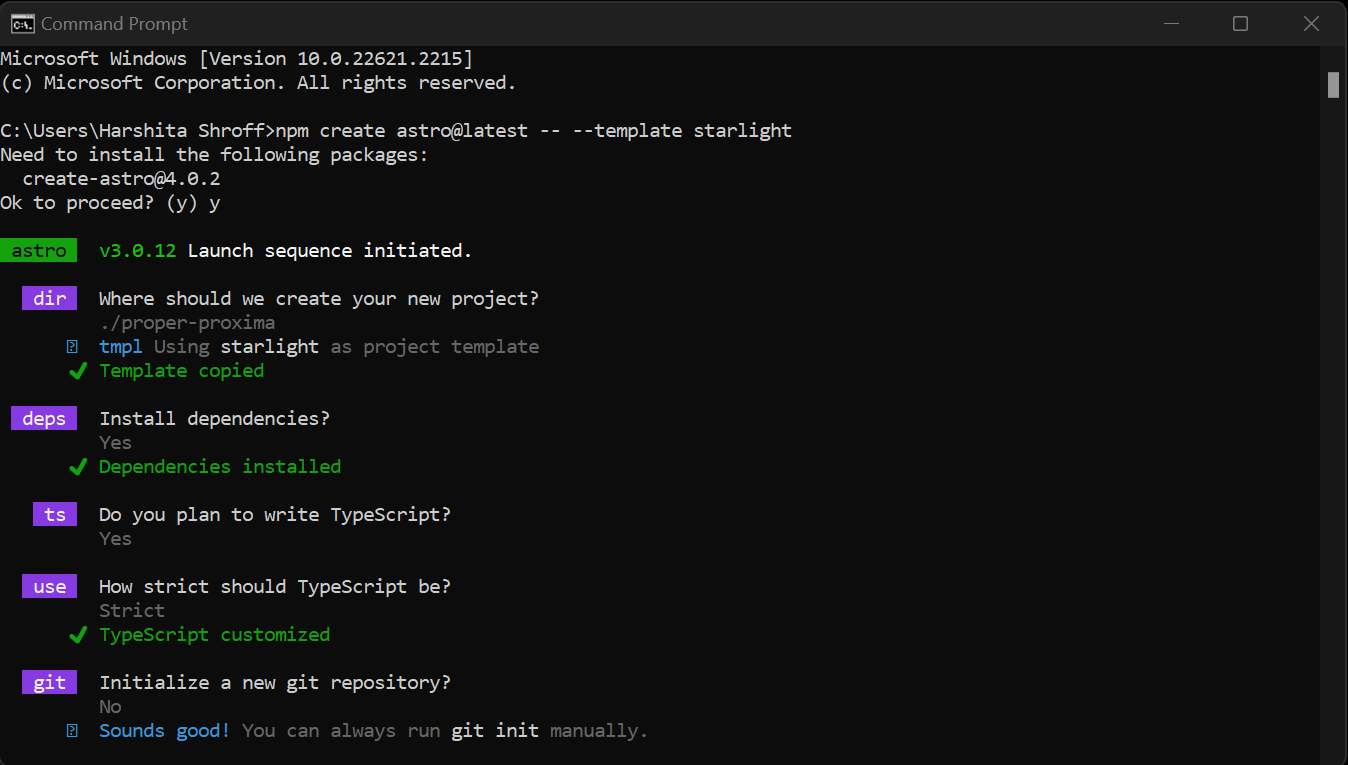 Command Prompt
Microsoft Windows [Version 10.0.22621.2215]
(c) Microsoft Corporation. All rights reserved.
C:\Users\Harshita Shroff>npm create astro@latest -- --template starlight
Need to install the following packages:
create-astro@4.0.2
Ok to proceed? (y) y
astro v3.0.12 Launch sequence initiated.
dir Where should we create your new project?
./proper-proxima
tmpl Using starlight as project template
✔ Template copied
deps Install dependencies?
Yes
✔ Dependencies installed
ts Do you plan to write TypeScript?
Yes
use How strict should TypeScript be?
Strict
✔ TypeScript customized
git Initialize a new git repository?
No
Sounds good! You can always run git init manually.